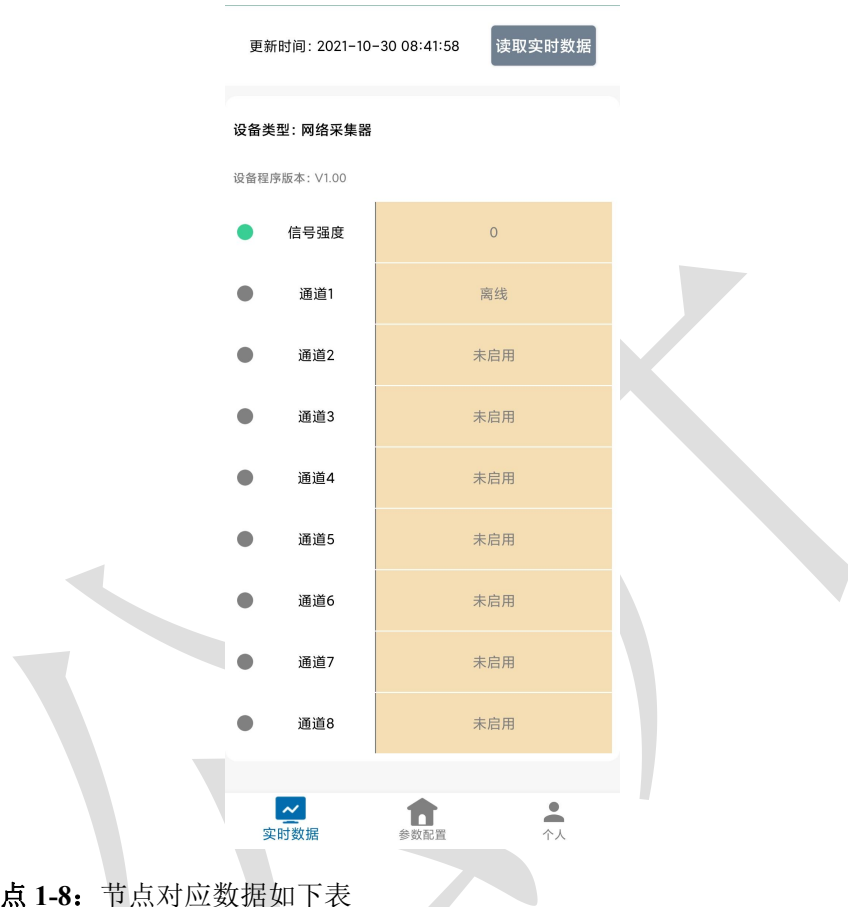 更新时间: 2021-10-30 08:41:58 读取实时数据
设备类型: 网络采集器
设备程序版本: V1.00
信号强度 0
通道1 离线
通道2 未启用
通道3 未启用
通道4 未启用
通道5 未启用
通道6 未启用
通道7 未启用
通道8 未启用
实时数据 参数配置 个人
点 1-8：节点对应数据如下表